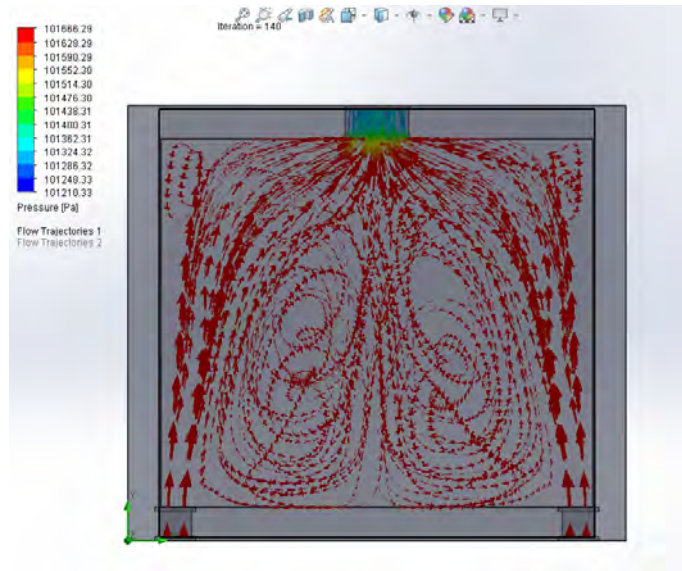 Iteration = 140
101666.29
101628.29
101590.29
101552.30
101514.30
101476.30
101438.31
101400.31
101362.31
101324.32
101286.32
101248.33
101210.33
Pressure [Pa]
Flow Trajectories 1
Flow Trajectories 2
Y